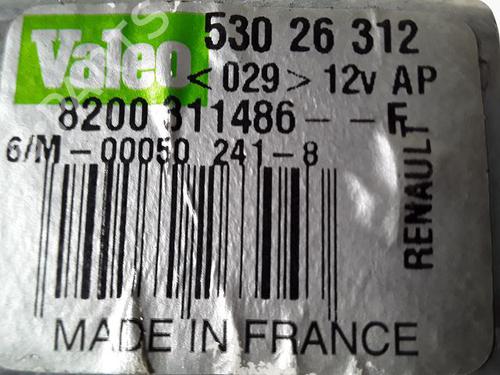 Valeo 530 26 312
<029> 12v AP
8200 311486--F
6/M-00050 241-8
RENAULT
MADE IN FRANCE